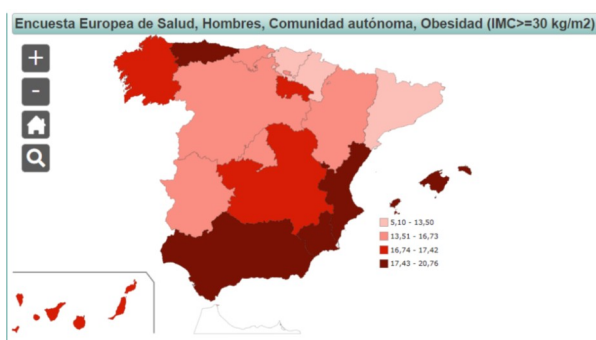 Encuesta Europea de Salud, Hombres, Comunidad autónoma, Obesidad (IMC>=30 kg/m2)
+
-
5,10 - 13,50
13,51 - 16,73
16,74 - 17,42
17,43 - 20,76